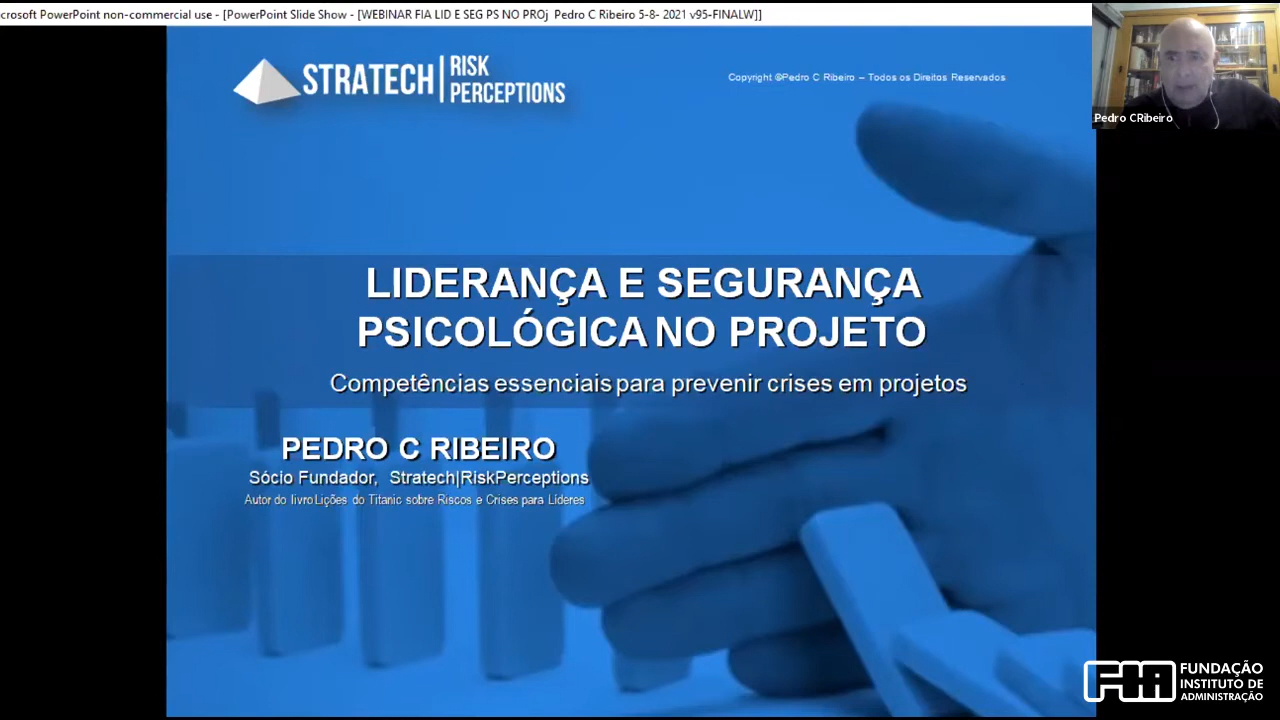 crosoft PowerPoint non-commercial use - [PowerPoint Slide Show - [WEBINAR FIA LID E SEG PS NO PROj Pedro C Ribeiro 5-8- 2021 v95-FINALW]]
STRATECH
RISK
PERCEPTIONS
Copyright ©Pedro C Ribeiro – Todos os Direitos Reservados
Pedro CRibeiro
LIDERANÇA E SEGURANÇA
PSICOLÓGICA NO PROJETO
Competências essenciais para prevenir crises em projetos
PEDRO C RIBEIRO
Sócio Fundador, Stratech|RiskPerceptions
Autor do livro Lições do Titanic sobre Riscos e Crises para Líderes
FIA
FUNDAÇÃO
INSTITUTO DE
ADMINISTRAÇÃO